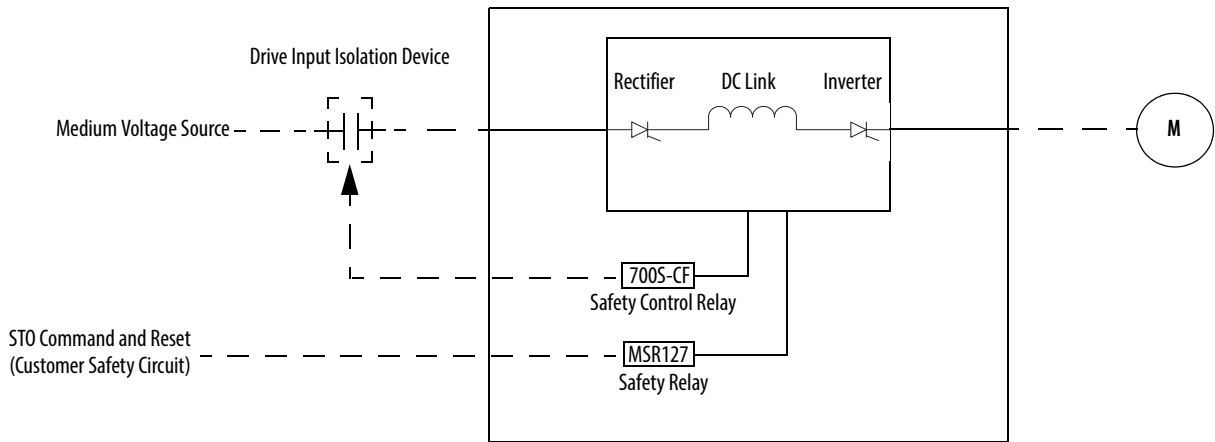 Drive Input Isolation Device
Rectifier
DC Link
Inverter
Medium Voltage Source
M
700S-CF
Safety Control Relay
STO Command and Reset
(Customer Safety Circuit)
MSR127
Safety Relay